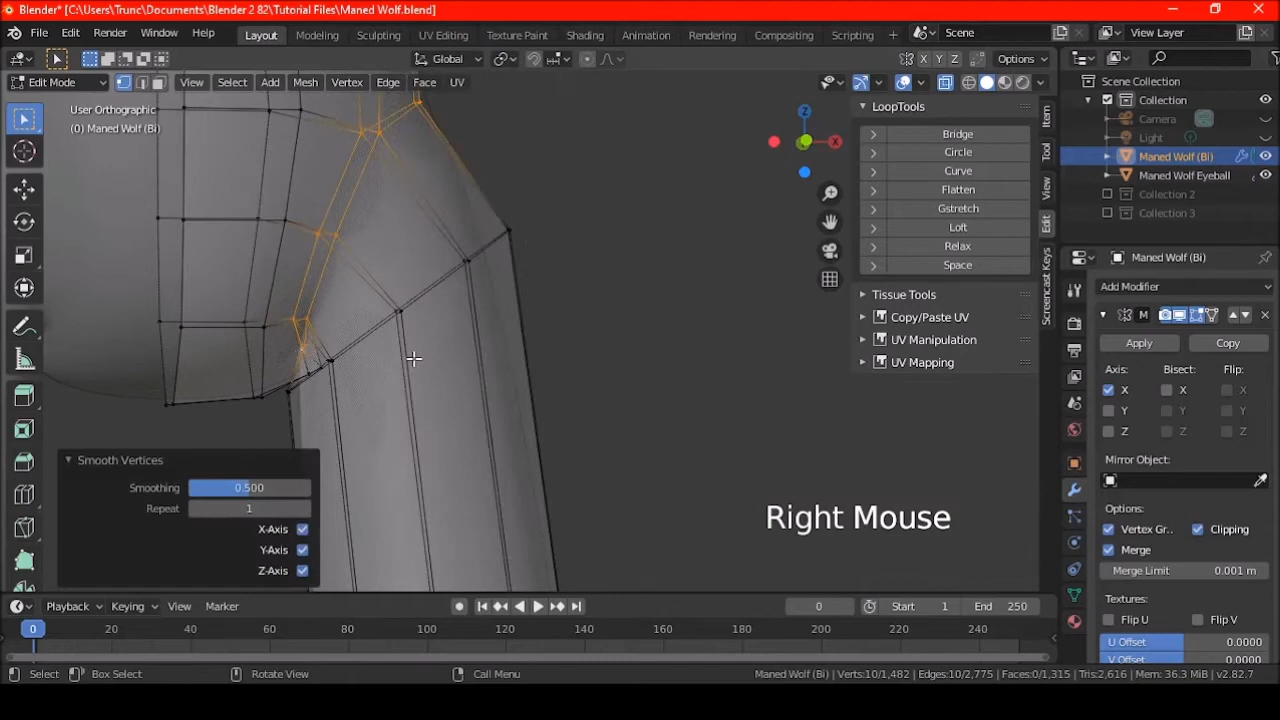 Blender* [C:\Users\Trunc\Documents\Blender 2 82\Tutorial Files\Maned Wolf.blend]
File Edit Render Window Help Layout Modeling Sculpting UV Editing Texture Paint Shading Animation Rendering Compositing Scripting + Scene View Layer
Global X Y Z Options
Edit Mode View Select Add Mesh Vertex Edge Face UV
User Orthographic
(0) Maned Wolf (Bi)
LoopTools
Bridge
Circle
Curve
Flatten
Gstretch
Loft
Relax
Space
Tissue Tools
Copy/Paste UV
UV Manipulation
UV Mapping
Item
Tool
View
Edit
Screencast Keys
Z
X
Scene Collection
Collection
Camera
Light
Maned Wolf (Bi)
Maned Wolf Eyeball
Collection 2
Collection 3
Maned Wolf (Bi)
Add Modifier
M
Apply Copy
Axis: Bisect: Flip:
X X X
Y Y Y
Z Z Z
Mirror Object:
Options:
Vertex Gr.. Clipping
Merge
Merge Limit 0.001 m
Textures:
Flip U Flip V
U Offset 0.0000
V Offset 0.0000
Smooth Vertices
Smoothing 0.500
Repeat 1
X-Axis
Y-Axis
Z-Axis
Right Mouse
Playback Keying View Marker 0 Start 1 End 250
0 20 40 60 80 100 120 140 160 180 200 220 240
Select Box Select Rotate View Call Menu Maned Wolf (Bi) | Verts:10/1,482 | Edges:10/2,775 | Faces:0/1,315 | Tris:2,616 | Mem: 36.3 MiB | v2.82.7